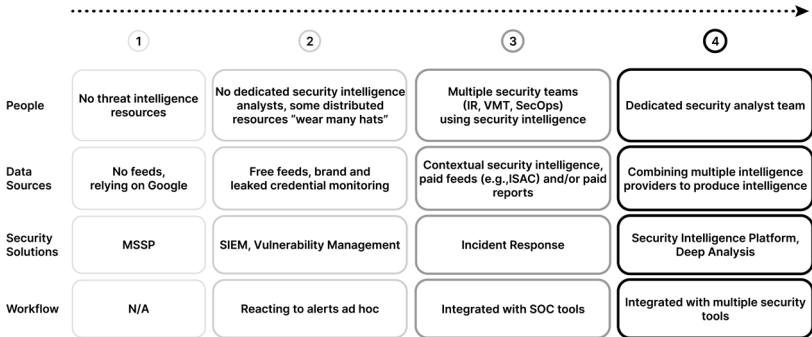 1
2
3
4
People
No threat intelligence
resources
No dedicated security intelligence
analysts, some distributed
resources “wear many hats”
Multiple security teams
(IR, VMT, SecOps)
using security intelligence
Dedicated security analyst team
Data
Sources
No feeds,
relying on Google
Free feeds, brand and
leaked credential monitoring
Contextual security intelligence,
paid feeds (e.g.,ISAC) and/or paid
reports
Combining multiple intelligence
providers to produce intelligence
Security
Solutions
MSSP
SIEM, Vulnerability Management
Incident Response
Security Intelligence Platform,
Deep Analysis
Workflow
N/A
Reacting to alerts ad hoc
Integrated with SOC tools
Integrated with multiple security
tools